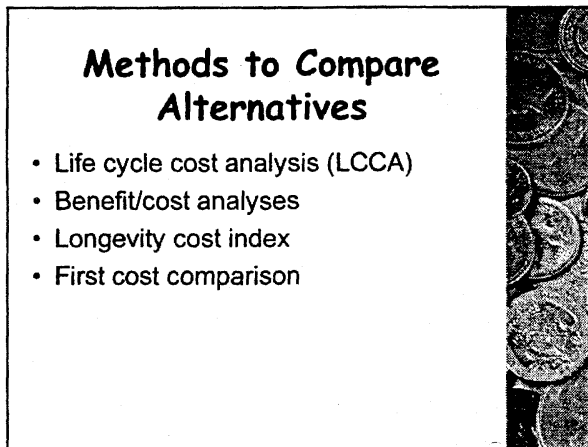 Methods to Compare
Alternatives
• Life cycle cost analysis (LCCA)
• Benefit/cost analyses
• Longevity cost index
• First cost comparison